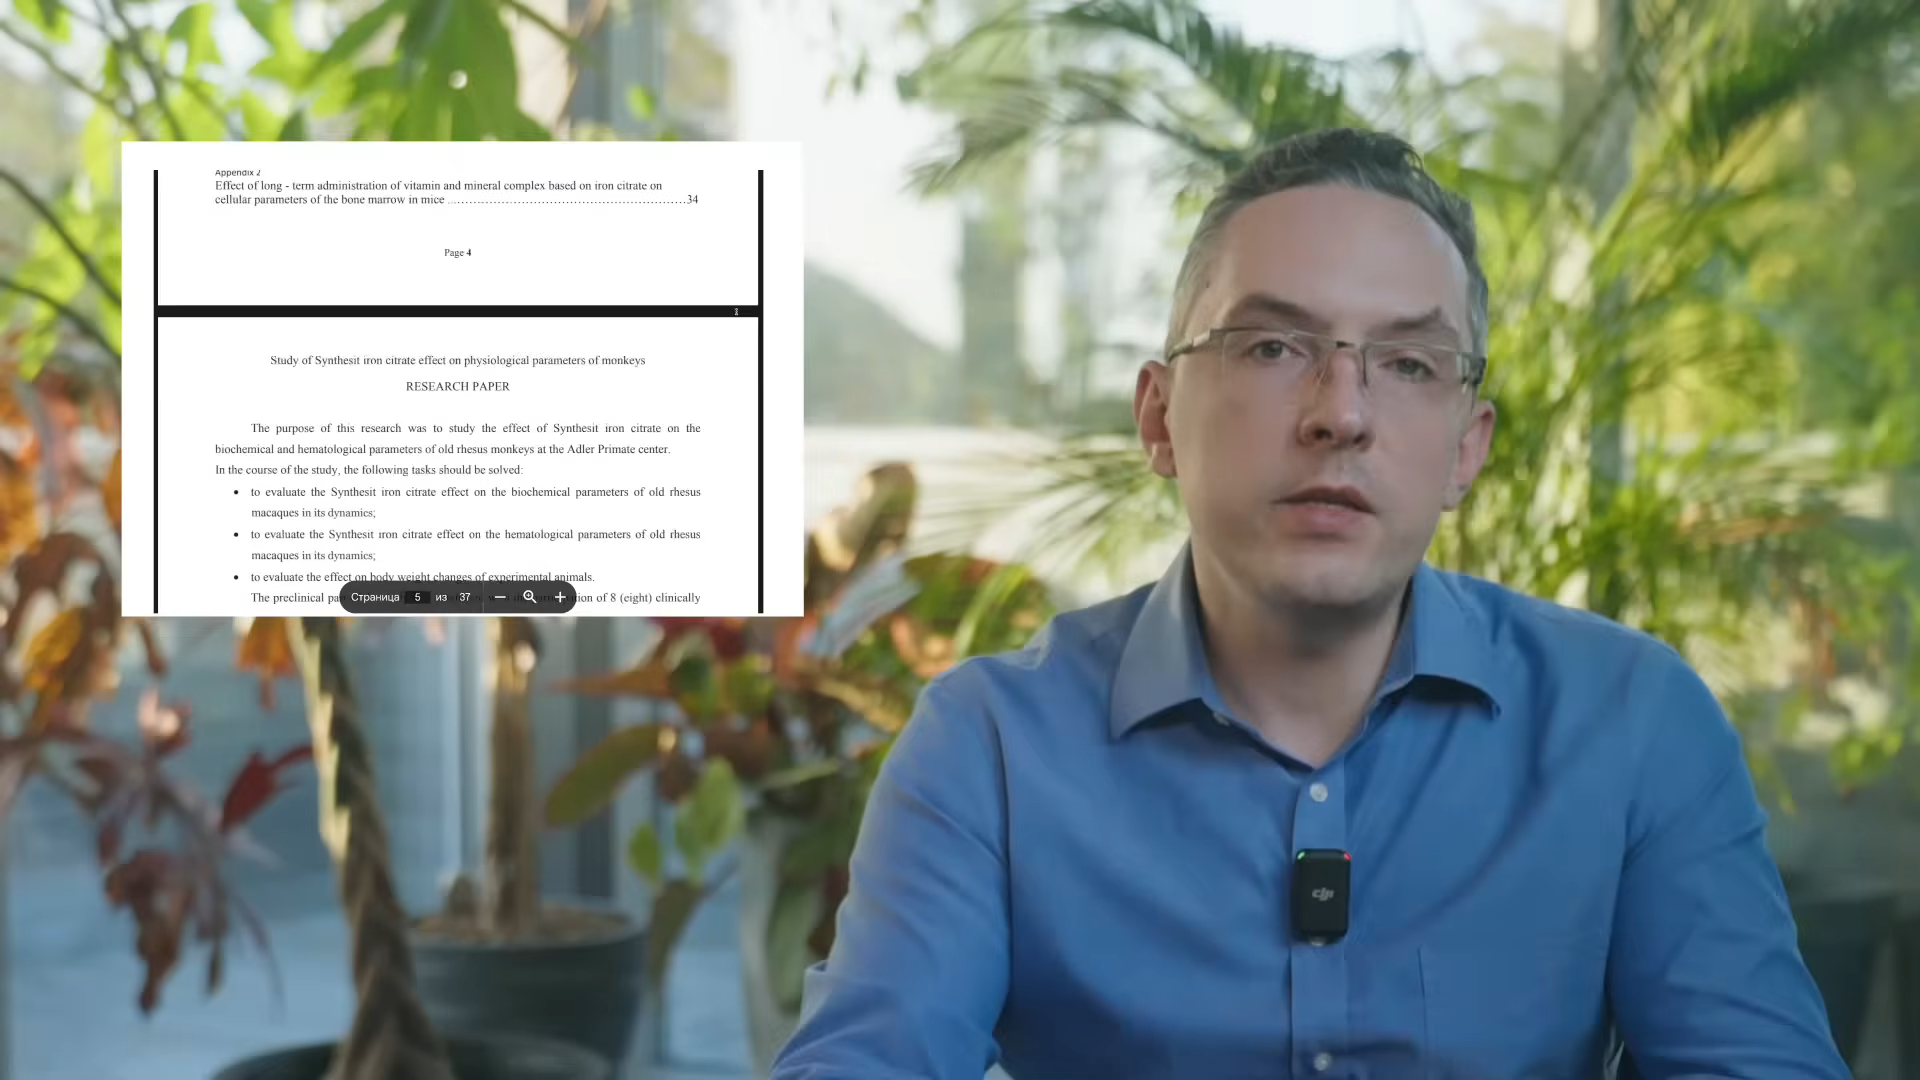 Appendix 2
Effect of long - term administration of vitamin and mineral complex based on iron citrate on
cellular parameters of the bone marrow in mice ................................................................34
Page 4
Study of Synthesit iron citrate effect on physiological parameters of monkeys
RESEARCH PAPER
The purpose of this research was to study the effect of Synthesit iron citrate on the
biochemical and hematological parameters of old rhesus monkeys at the Adler Primate center.
In the course of the study, the following tasks should be solved:
• to evaluate the Synthesit iron citrate effect on the biochemical parameters of old rhesus
macaques in its dynamics;
• to evaluate the Synthesit iron citrate effect on the hematological parameters of old rhesus
macaques in its dynamics;
• to evaluate the effect on body weight changes of experimental animals.
The preclinical of 8 (eight) clinically
Страница 5 из 37
dji